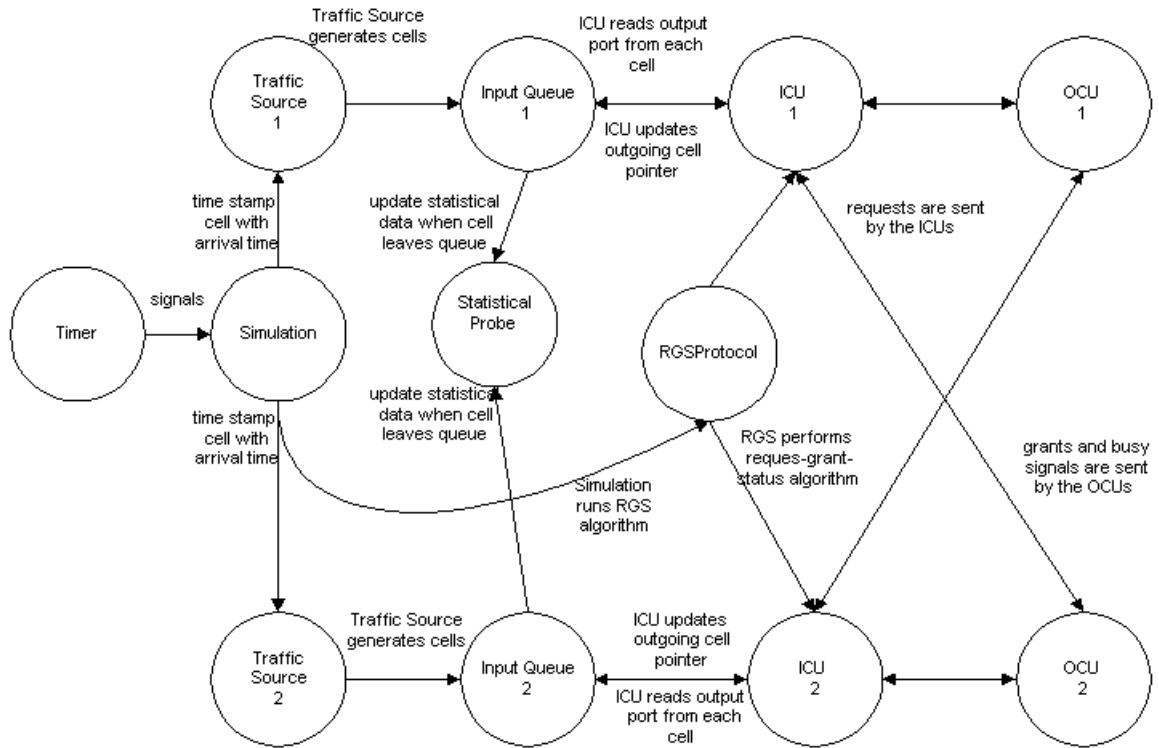 Traffic Source
generates cells
ICU reads output
port from each
cell
Traffic
Source
1
Input Queue
1
ICU
1
OCU
1
ICU updates
outgoing cell
pointer
time stamp
cell with
arrival time
update statistical
data when cell
leaves queue
requests are sent
by the ICUs
Timer
signals
Simulation
Statistical
Probe
RGSProtocol
time stamp
cell with
arrival time
update statistical
data when cell
leaves queue
RGS performs
reques-grant-
status algorithm
grants and busy
signals are sent
by the OCUs
Simulation
runs RGS
algorithm
Traffic Source
generates cells
ICU updates
outgoing cell
pointer
Traffic
Source
2
Input Queue
2
ICU
2
OCU
2
ICU reads output
port from each
cell